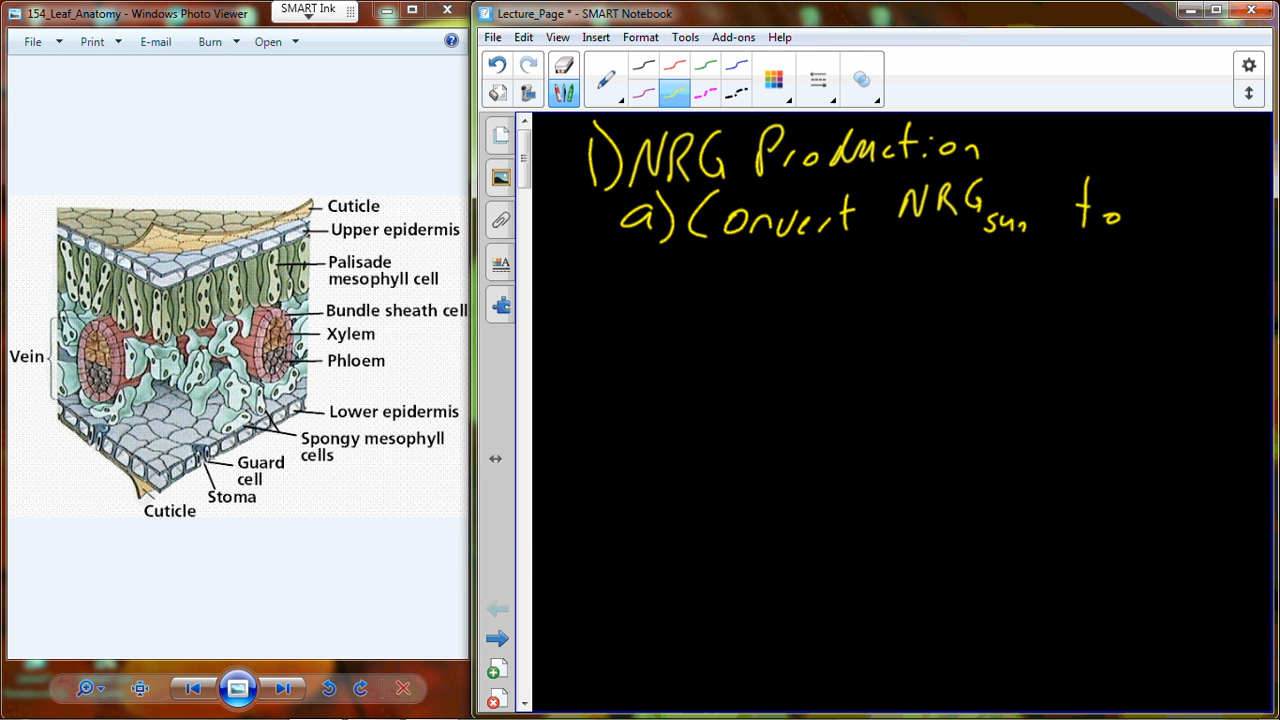 154_Leaf_Anatomy - Windows Photo Viewer
SMART Ink
File Print E-mail Burn Open
Cuticle
Upper epidermis
Palisade
mesophyll cell
Bundle sheath cell
Xylem
Vein
Phloem
Lower epidermis
Spongy mesophyll
cells
Guard
cell
Stoma
Cuticle
Lecture_Page * - SMART Notebook
File Edit View Insert Format Tools Add-ons Help
1) NRG Production
a) Convert NRGsun to